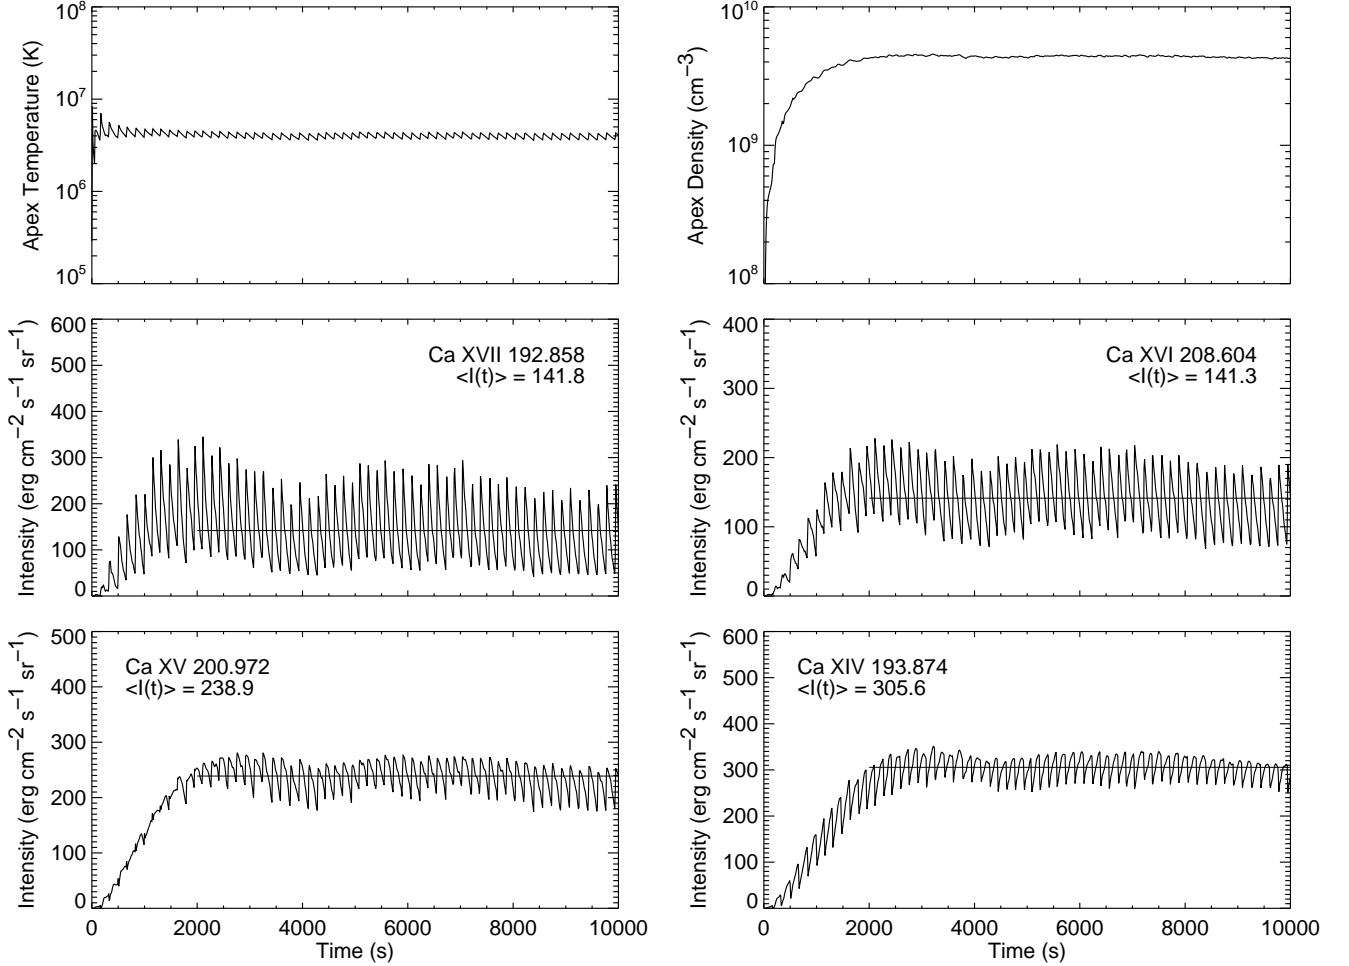 10^8
10^7
10^6
10^5
Apex Temperature (K)
10^10
10^9
10^8
Apex Density (cm^−3)
600
500
400
300
200
100
0
Intensity (erg cm^−2 s^−1 sr^−1)
Ca XVII 192.858
<I(t)> = 141.8
400
300
200
100
0
Intensity (erg cm^−2 s^−1 sr^−1)
Ca XVI 208.604
<I(t)> = 141.3
500
400
300
200
100
0
Intensity (erg cm^−2 s^−1 sr^−1)
Ca XV 200.972
<I(t)> = 238.9
0 2000 4000 6000 8000 10000
Time (s)
600
500
400
300
200
100
0
Intensity (erg cm^−2 s^−1 sr^−1)
Ca XIV 193.874
<I(t)> = 305.6
0 2000 4000 6000 8000 10000
Time (s)